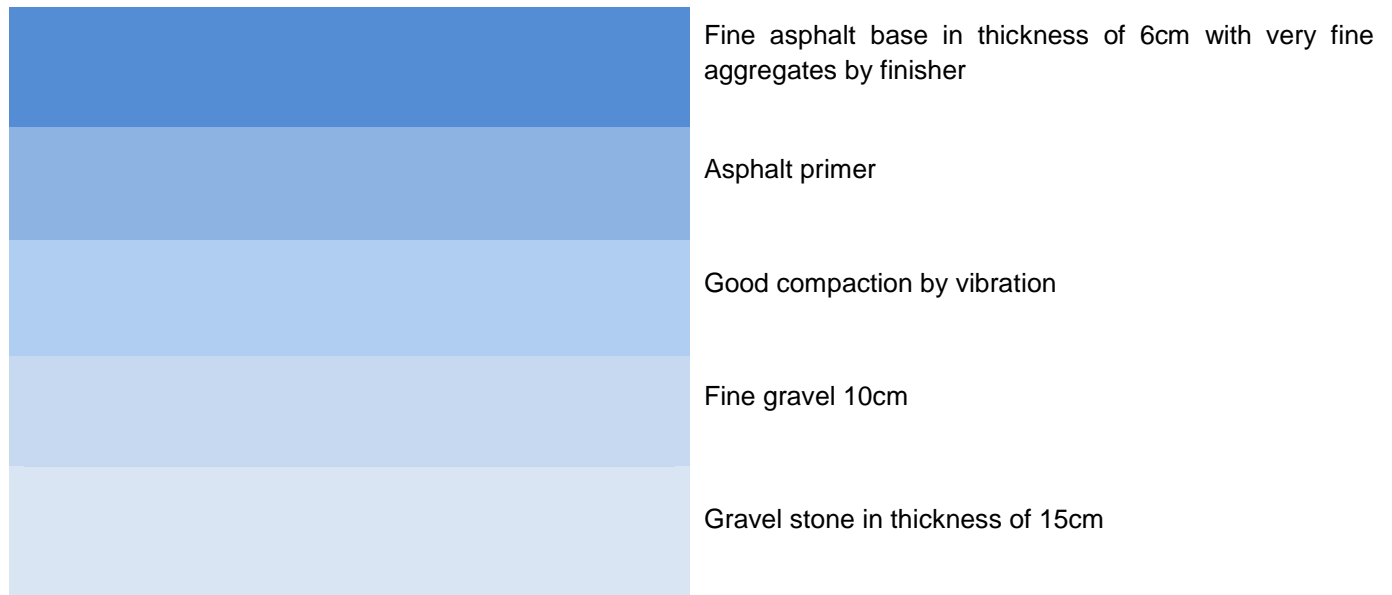 Fine asphalt base in thickness of 6cm with very fine
aggregates by finisher
Asphalt primer
Good compaction by vibration
Fine gravel 10cm
Gravel stone in thickness of 15cm